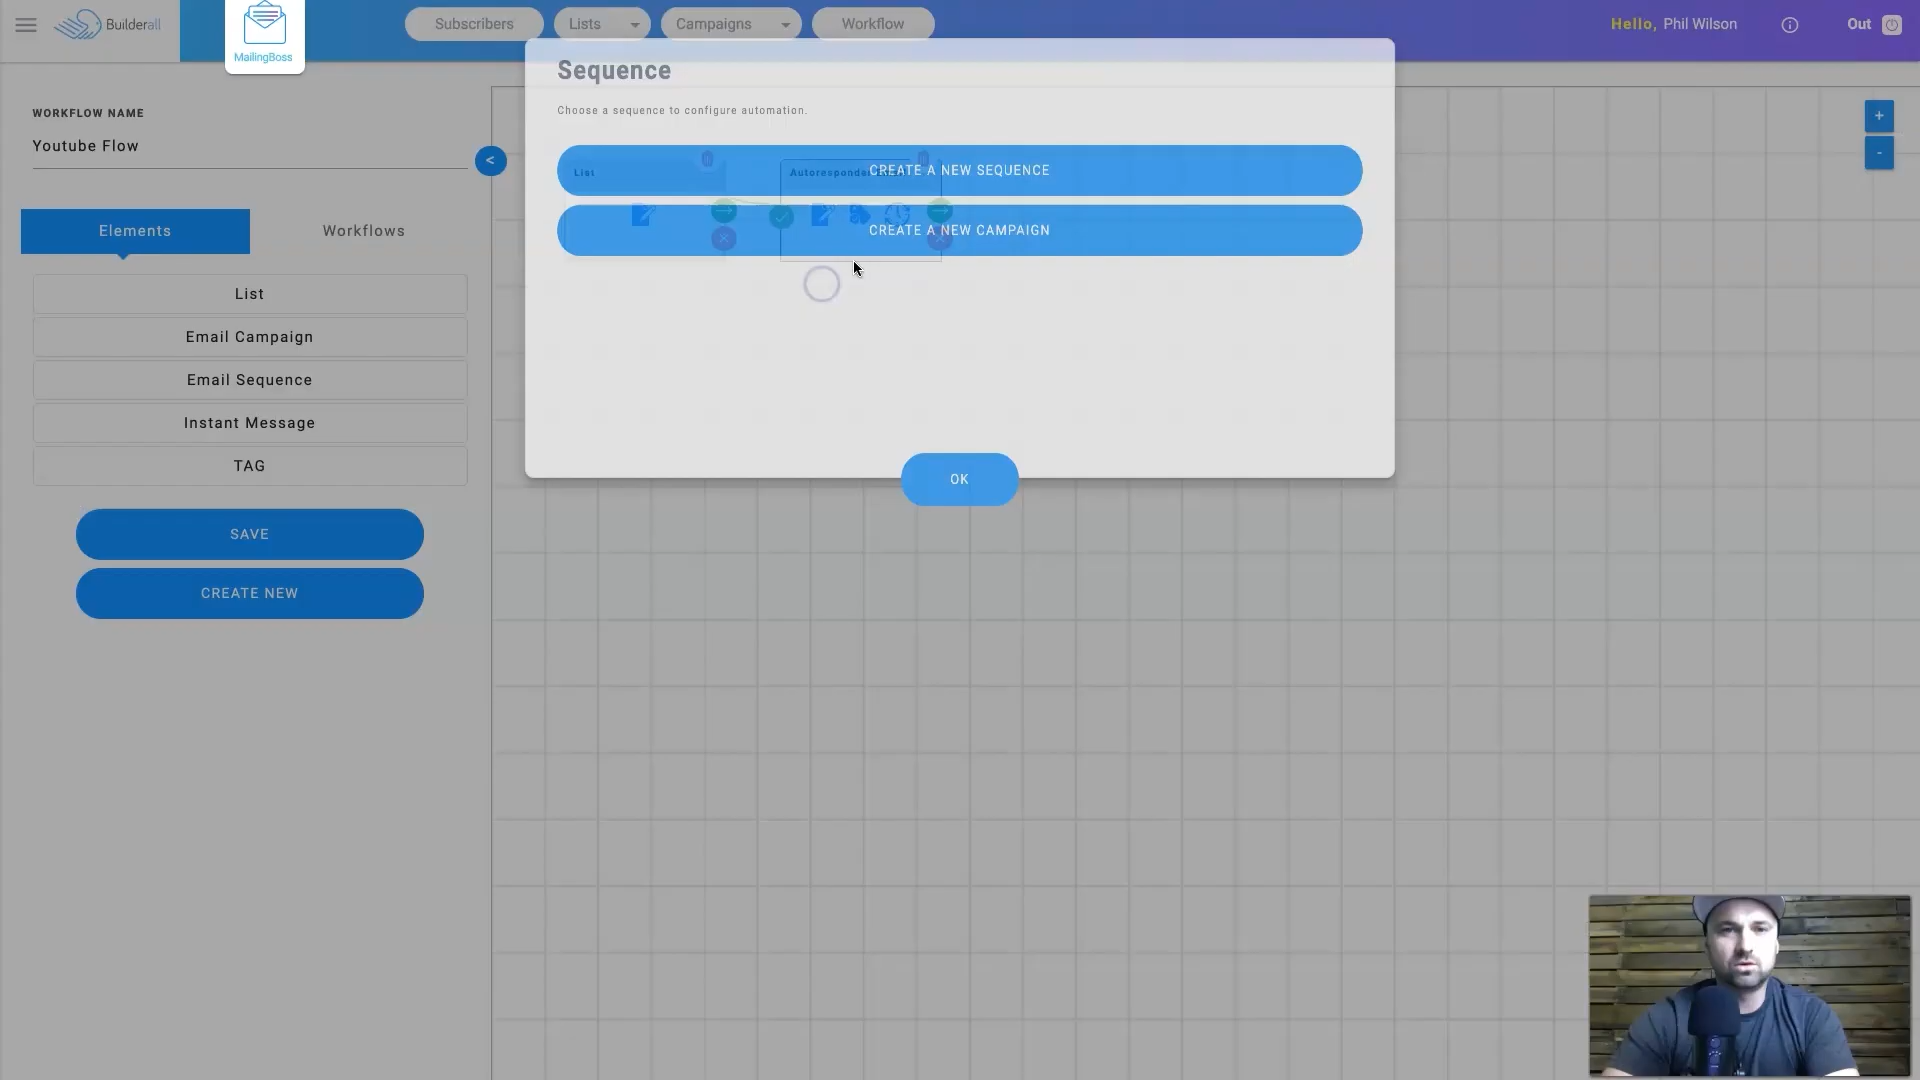 Builderall
MailingBoss
Subscribers
Lists
Campaigns
Workflow
Hello, Phil Wilson
Out
WORKFLOW NAME
Youtube Flow
<
Elements
Workflows
List
Email Campaign
Email Sequence
Instant Message
TAG
SAVE
CREATE NEW
Sequence
Choose a sequence to configure automation.
List
CREATE A NEW SEQUENCE
CREATE A NEW CAMPAIGN
OK
+
-